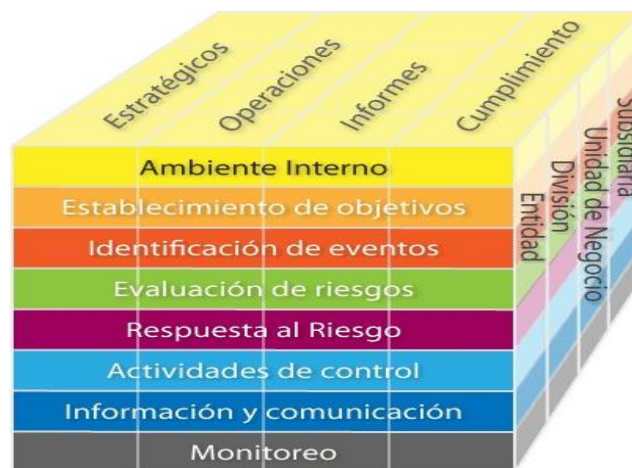 Estratégicos
Operaciones
Informes
Cumplimiento
Ambiente Interno
Establecimiento de objetivos
Identificación de eventos
Evaluación de riesgos
Respuesta al Riesgo
Actividades de control
Información y comunicación
Monitoreo
Entidad
División
Unidad de Negocio
Subsidiaria